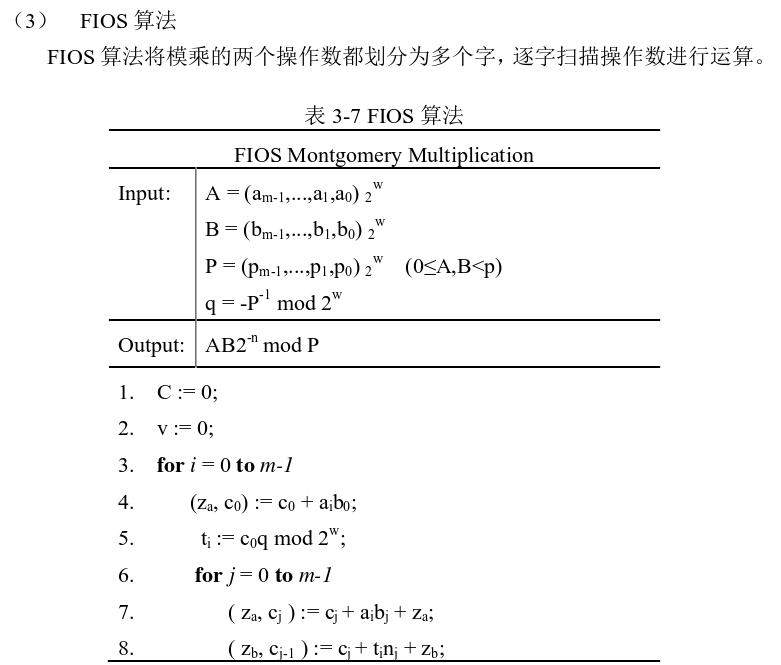 （3） FIOS 算法
FIOS 算法将模乘的两个操作数都划分为多个字，逐字扫描操作数进行运算。
表 3-7 FIOS 算法
FIOS Montgomery Multiplication
Input: A = (a_{m-1},...,a_1,a_0) _{2^w}
B = (b_{m-1},...,b_1,b_0) _{2^w}
P = (p_{m-1},...,p_1,p_0) _{2^w} (0≤A,B<p)
q = -P^{-1} mod 2^w
Output: AB2^{-n} mod P
1. C := 0;
2. v := 0;
3. for i = 0 to m-1
4. (z_a, c_0) := c_0 + a_ib_0;
5. t_i := c_0q mod 2^w;
6. for j = 0 to m-1
7. ( z_a, c_j ) := c_j + a_ib_j + z_a;
8. ( z_b, c_{j-1} ) := c_j + t_in_j + z_b;